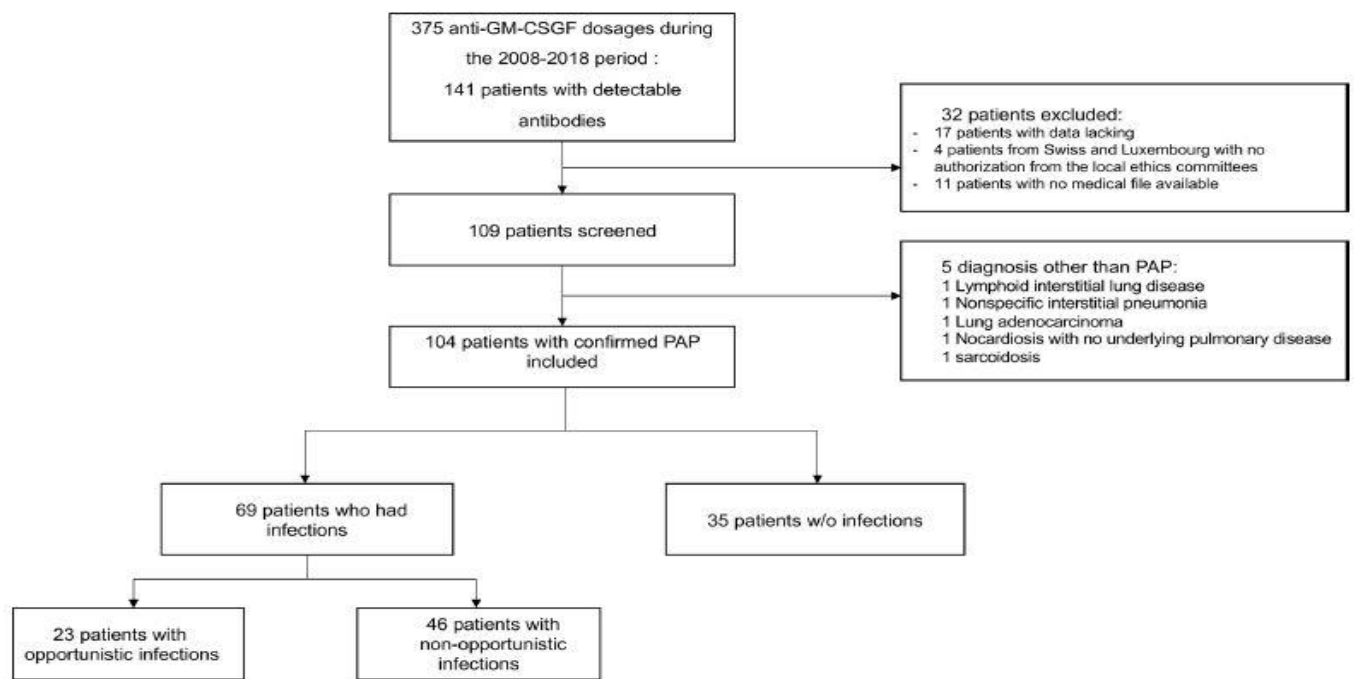 375 anti-GM-CSGF dosages during
the 2008-2018 period :
141 patients with detectable
antibodies
32 patients excluded:
- 17 patients with data lacking
- 4 patients from Swiss and Luxembourg with no
authorization from the local ethics committees
- 11 patients with no medical file available
109 patients screened
5 diagnosis other than PAP:
1 Lymphoid interstitial lung disease
1 Nonspecific interstitial pneumonia
1 Lung adenocarcinoma
1 Nocardiosis with no underlying pulmonary disease
1 sarcoidosis
104 patients with confirmed PAP
included
69 patients who had
infections
35 patients w/o infections
23 patients with
opportunistic infections
46 patients with
non-opportunistic
infections